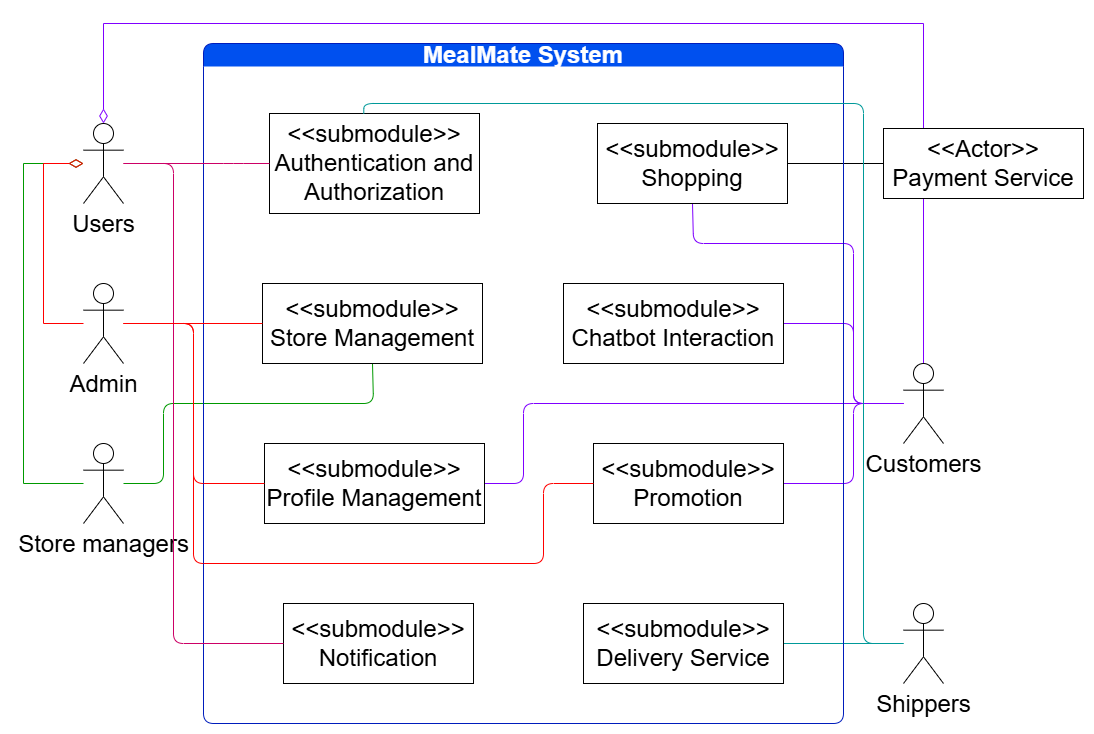 MealMate System
<<submodule>>
Authentication and
Authorization
<<submodule>>
Shopping
<<Actor>>
Payment Service
Users
<<submodule>>
Store Management
<<submodule>>
Chatbot Interaction
Admin
Customers
<<submodule>>
Profile Management
<<submodule>>
Promotion
Store managers
<<submodule>>
Notification
<<submodule>>
Delivery Service
Shippers